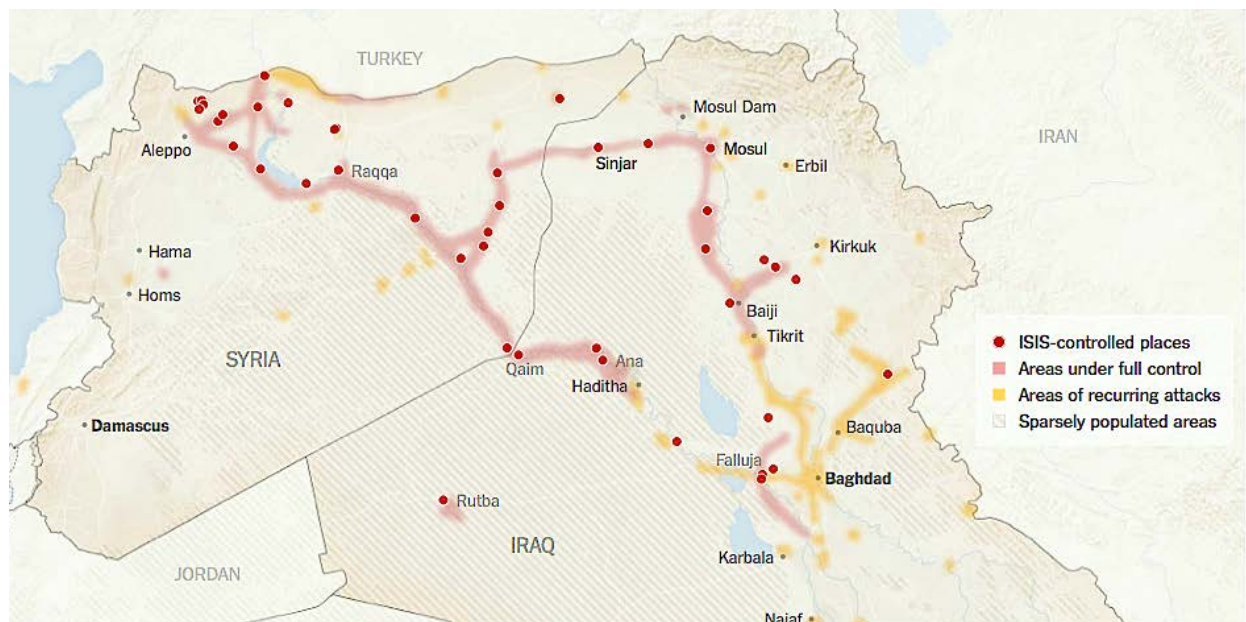 TURKEY
Mosul Dam
IRAN
Aleppo
Sinjar
Mosul
Erbil
Raqqa
Hama
Kirkuk
Homs
Baiji
Tikrit
SYRIA
Qaim
Ana
Haditha
ISIS-controlled places
Areas under full control
Areas of recurring attacks
Sparsely populated areas
Damascus
Baquba
Falluja
Baghdad
Rutba
IRAQ
Karbala
JORDAN
Najaf